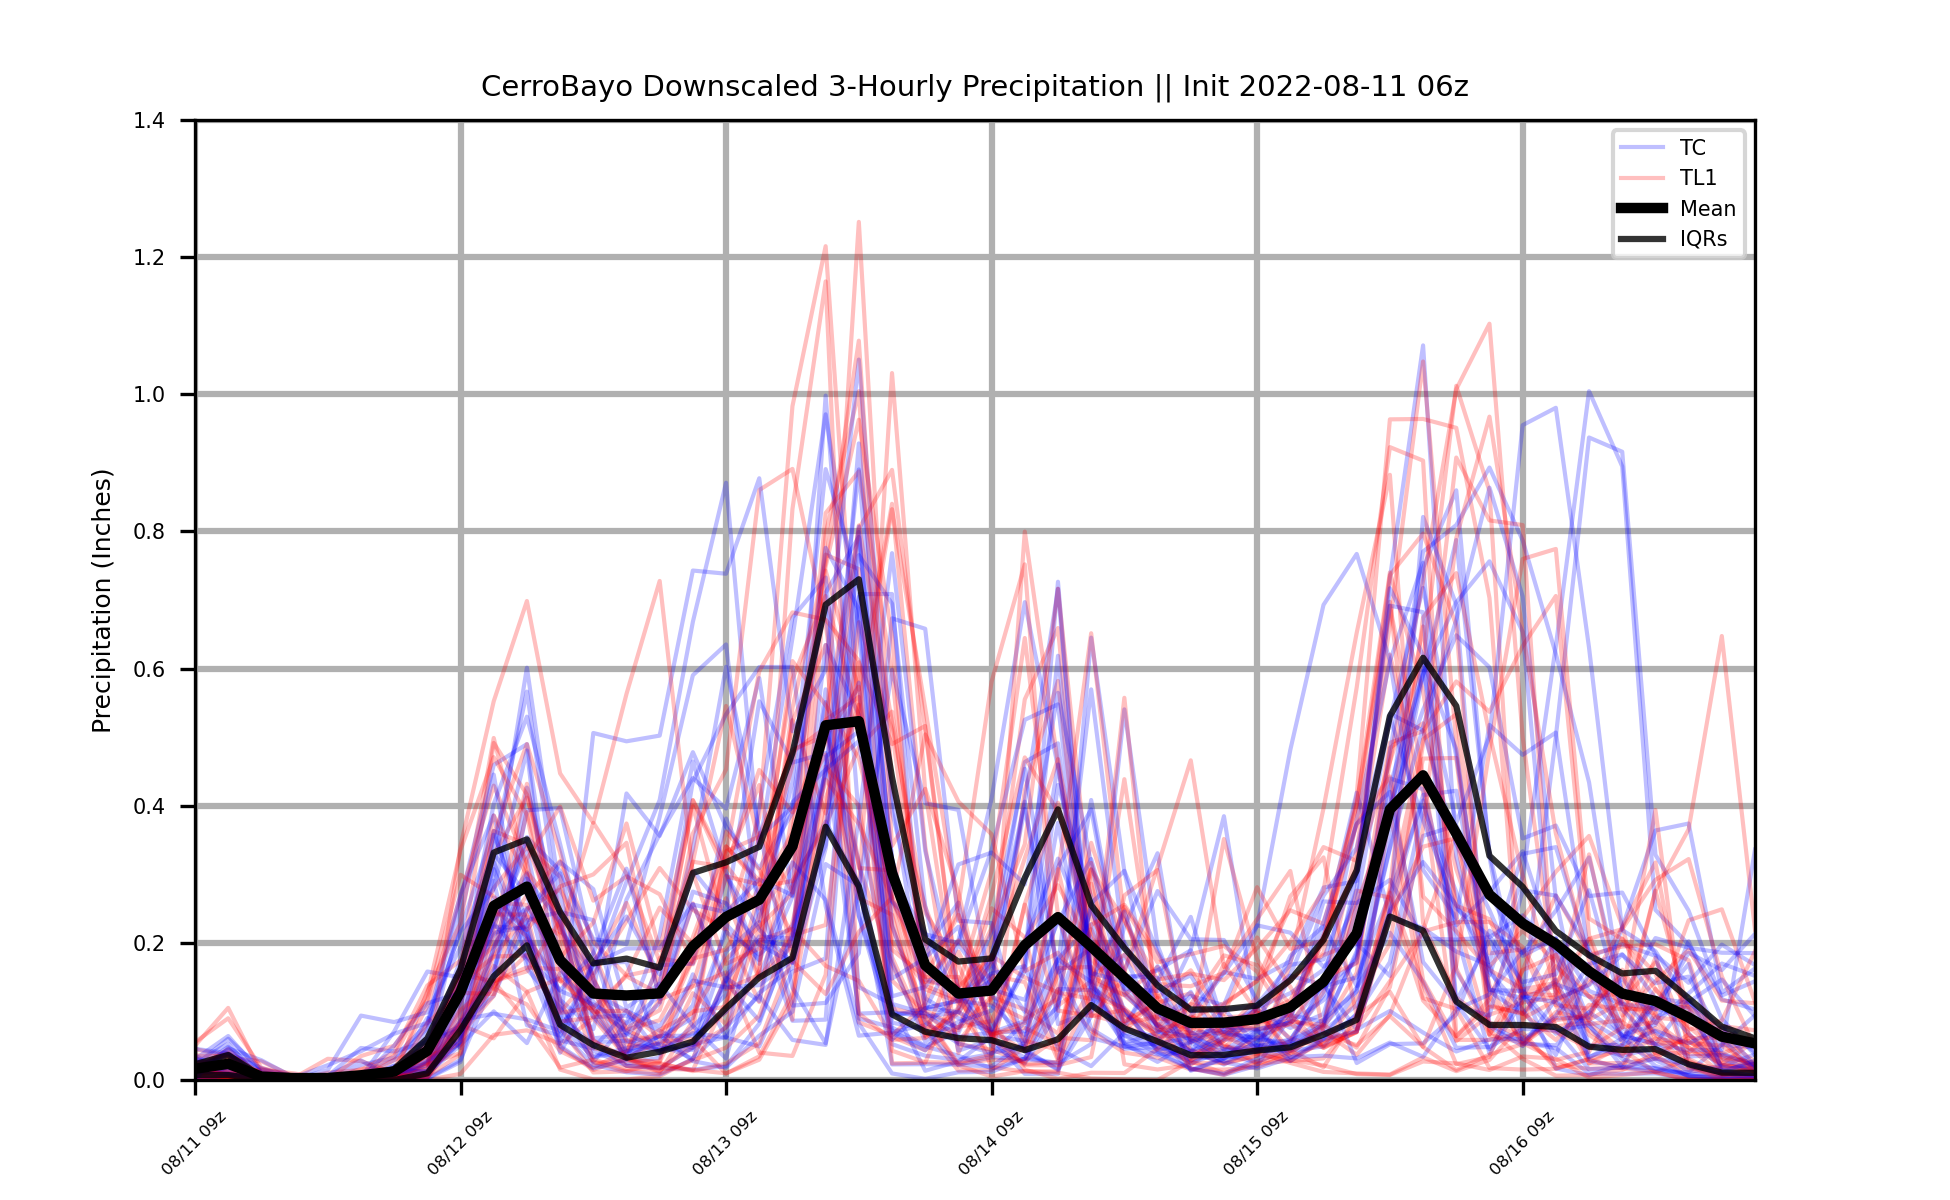 CerroBayo Downscaled 3-Hourly Precipitation || Init 2022-08-11 06z
TC
TL1
Mean
IQRs
Precipitation (Inches)
1.4
1.2
1.0
0.8
0.6
0.4
0.2
0.0
08/11 09z
08/12 09z
08/13 09z
08/14 09z
08/15 09z
08/16 09z